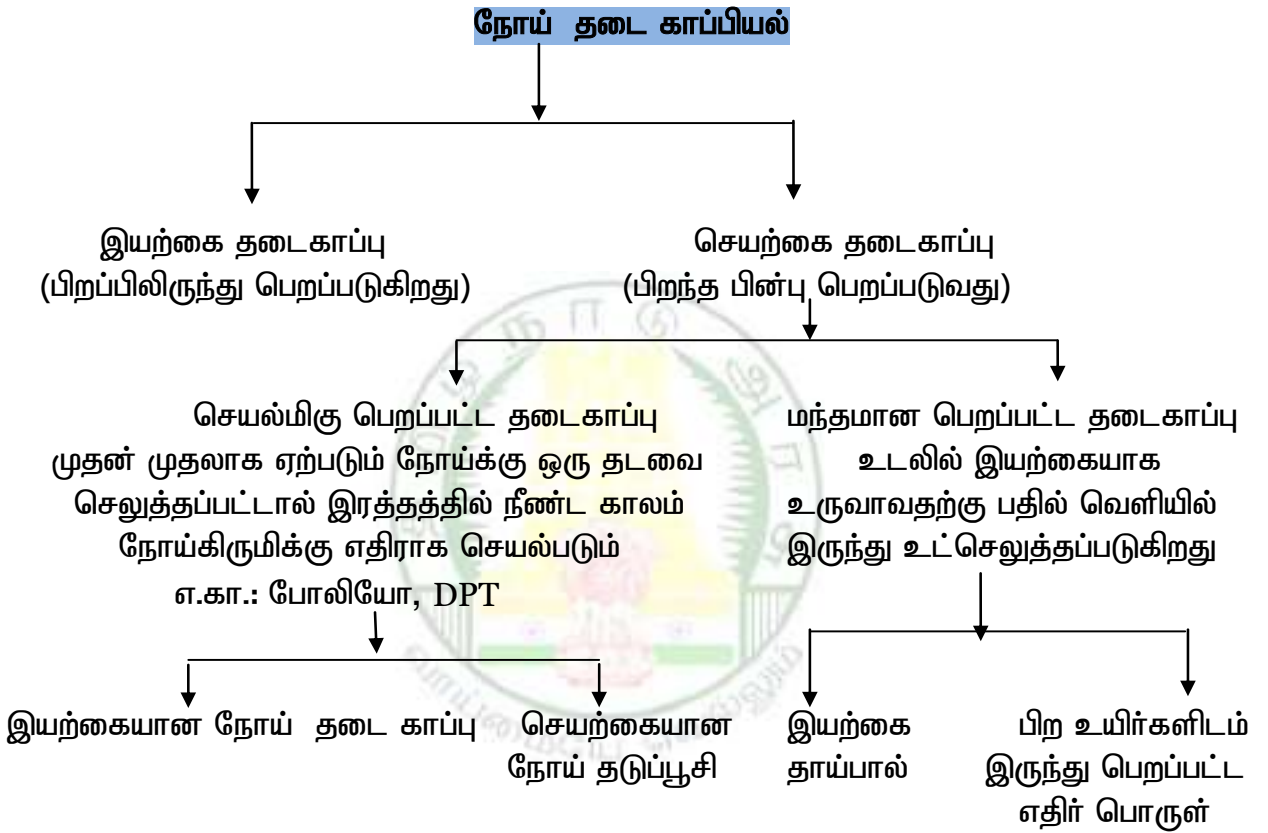 நோய் தடை காப்பியல்
இயற்கை தடைகாப்பு
(பிறப்பிலிருந்து பெறப்படுகிறது)
செயற்கை தடைகாப்பு
(பிறந்த பின்பு பெறப்படுவது)
செயல்மிகு பெறப்பட்ட தடைகாப்பு
முதன் முதலாக ஏற்படும் நோய்க்கு ஒரு தடவை
செலுத்தப்பட்டால் இரத்தத்தில் நீண்ட காலம்
நோய்கிருமிக்கு எதிராக செயல்படும்
எ.கா.: போலியோ, DPT
மந்தமான பெறப்பட்ட தடைகாப்பு
உடலில் இயற்கையாக
உருவாவதற்கு பதில் வெளியில்
இருந்து உட்செலுத்தப்படுகிறது
இயற்கையான நோய் தடை காப்பு
செயற்கையான
நோய் தடுப்பூசி
இயற்கை
தாய்பால்
பிற உயிர்களிடம்
இருந்து பெறப்பட்ட
எதிர் பொருள்